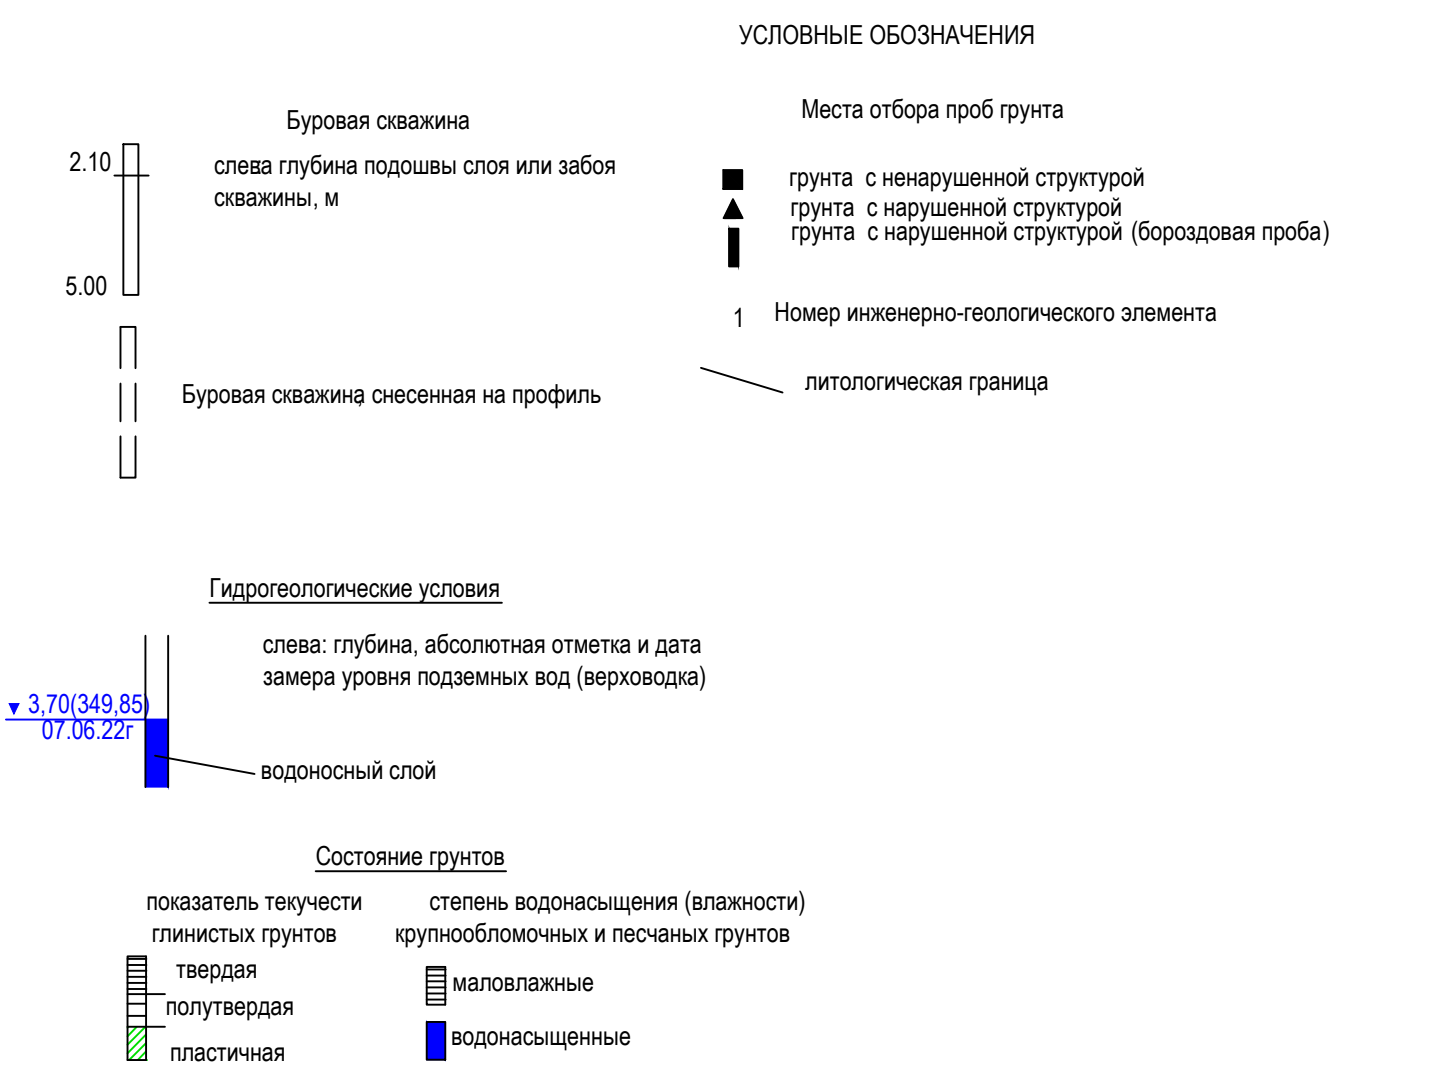 УСЛОВНЫЕ ОБОЗНАЧЕНИЯ
Буровая скважина
2.10
слева глубина подошвы слоя или забоя
скважины, м
5.00
Буровая скважина, снесенная на профиль
Места отбора проб грунта
грунта с ненарушенной структурой
грунта с нарушенной структурой
грунта с нарушенной структурой (бороздовая проба)
1 Номер инженерно-геологического элемента
литологическая граница
Гидрогеологические условия
слева: глубина, абсолютная отметка и дата
замера уровня подземных вод (верховодка)
3,70(349,85)
07.06.22г
водоносный слой
Состояние грунтов
показатель текучести
глинистых грунтов
твердая
полутвердая
пластичная
степень водонасыщения (влажности)
крупнообломочных и песчаных грунтов
маловлажные
водонасыщенные